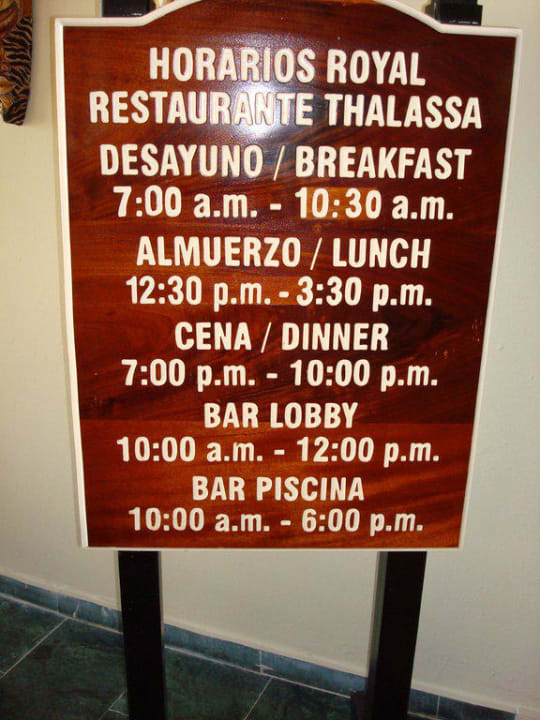 HORARIOS ROYAL
RESTAURANTE THALASSA
DESAYUNO / BREAKFAST
7:00 a.m. - 10:30 a.m.
ALMUERZO / LUNCH
12:30 p.m. - 3:30 p.m.
CENA / DINNER
7:00 p.m. - 10:00 p.m.
BAR LOBBY
10:00 a.m. - 12:00 p.m.
BAR PISCINA
10:00 a.m. - 6:00 p.m.